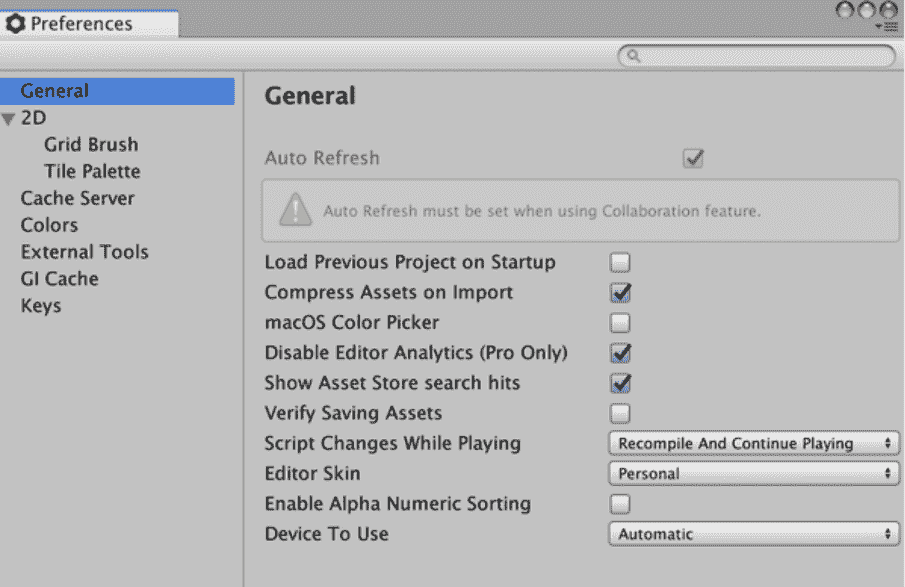 Preferences
General
2D
Grid Brush
Tile Palette
Cache Server
Colors
External Tools
GI Cache
Keys
General
Auto Refresh
Auto Refresh must be set when using Collaboration feature.
Load Previous Project on Startup
Compress Assets on Import
macOS Color Picker
Disable Editor Analytics (Pro Only)
Show Asset Store search hits
Verify Saving Assets
Script Changes While Playing Recompile And Continue Playing
Editor Skin Personal
Enable Alpha Numeric Sorting
Device To Use Automatic